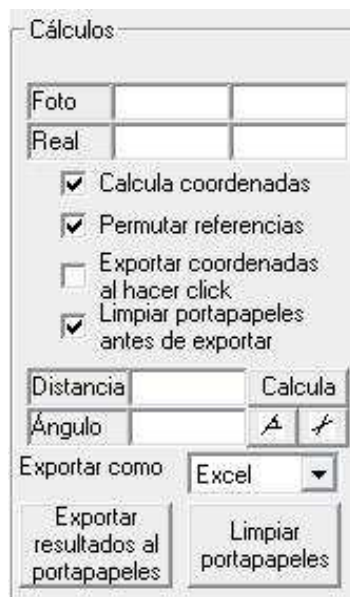 Cálculos
Foto
Real
Calcula coordenadas
Permutar referencias
Exportar coordenadas
al hacer click
Limpiar portapapeles
antes de exportar
Distancia Calcula
Ángulo
Exportar como Excel
Exportar
resultados al
portapapeles
Limpiar
portapapeles